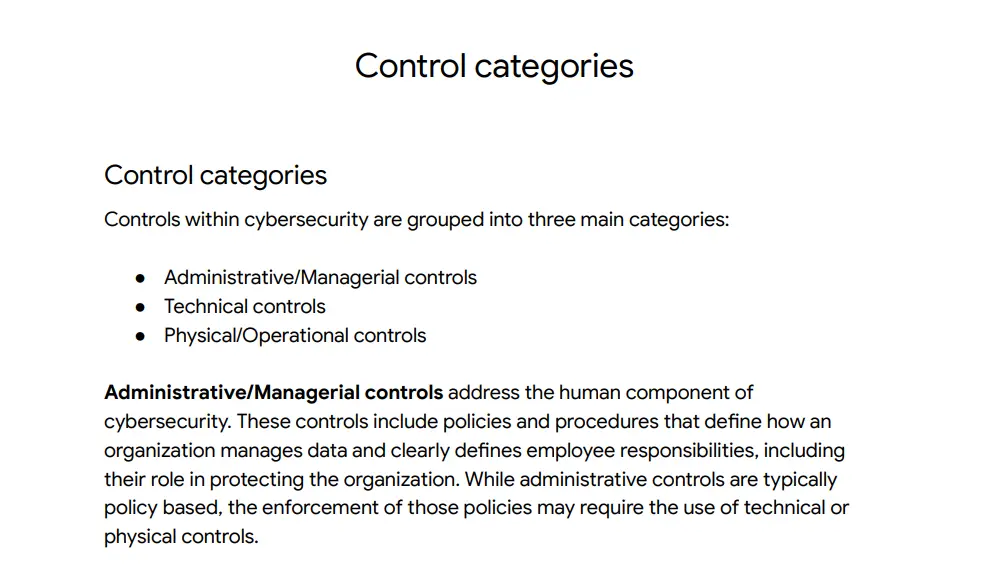 Control categories
Control categories
Controls within cybersecurity are grouped into three main categories:
● Administrative/Managerial controls
● Technical controls
● Physical/Operational controls
Administrative/Managerial controls address the human component of
cybersecurity. These controls include policies and procedures that define how an
organization manages data and clearly defines employee responsibilities, including
their role in protecting the organization. While administrative controls are typically
policy based, the enforcement of those policies may require the use of technical or
physical controls.